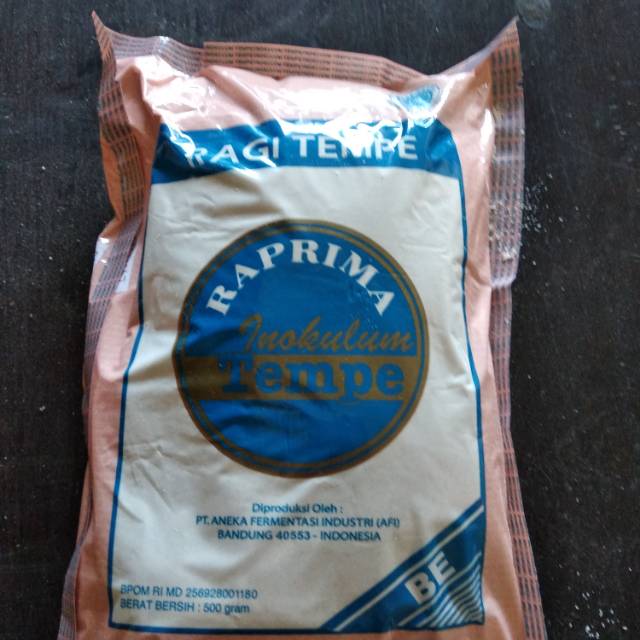 RAGI TEMPE
RAPRIMA
Inokulum
Tempe
Diproduksi Oleh :
PT. ANEKA FERMENTASI INDUSTRI (AFI)
BANDUNG 40553 - INDONESIA
BE
BPOM RI MD 256928001180
BERAT BERSIH : 500 gram